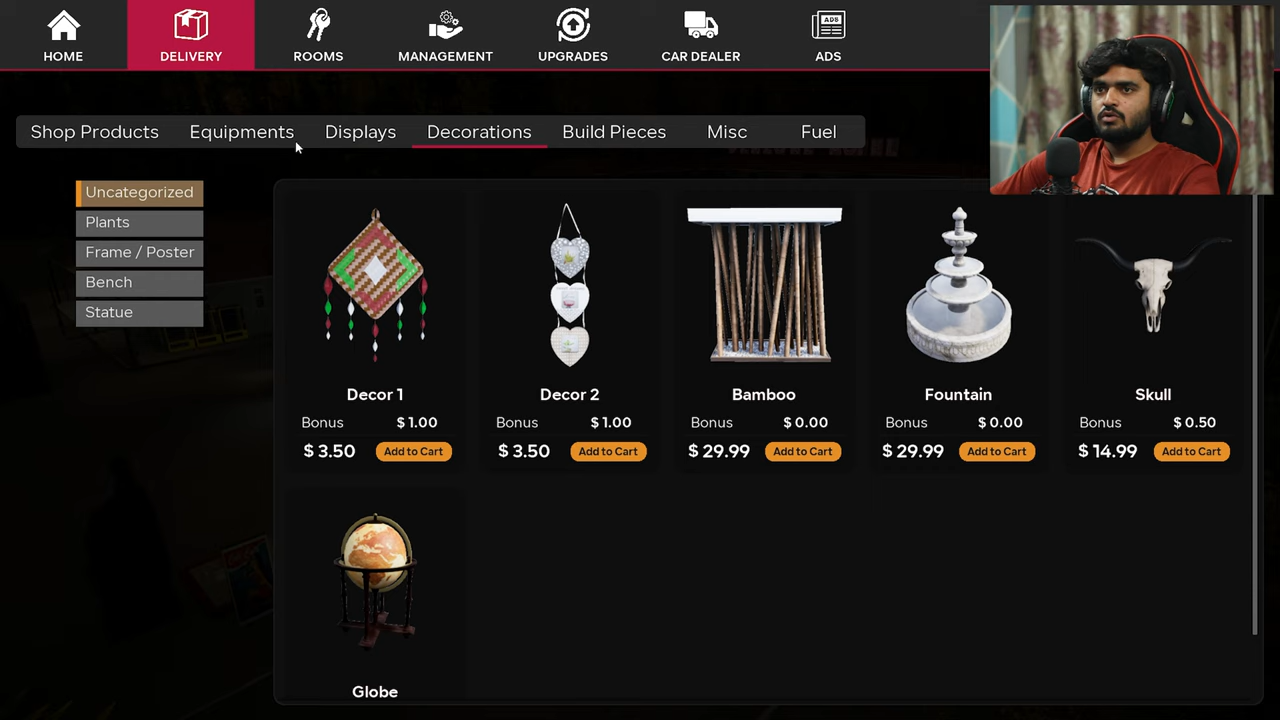 HOME
DELIVERY
ROOMS
MANAGEMENT
UPGRADES
CAR DEALER
ADS
ADS
Shop Products
Equipments
Displays
Decorations
Build Pieces
Misc
Fuel
Uncategorized
Plants
Frame / Poster
Bench
Statue
Decor 1
Bonus $ 1.00
$ 3.50 Add to Cart
Decor 2
Bonus $ 1.00
$ 3.50 Add to Cart
Bamboo
Bonus $ 0.00
$ 29.99 Add to Cart
Fountain
Bonus $ 0.00
$ 29.99 Add to Cart
Skull
Bonus $ 0.50
$ 14.99 Add to Cart
Globe